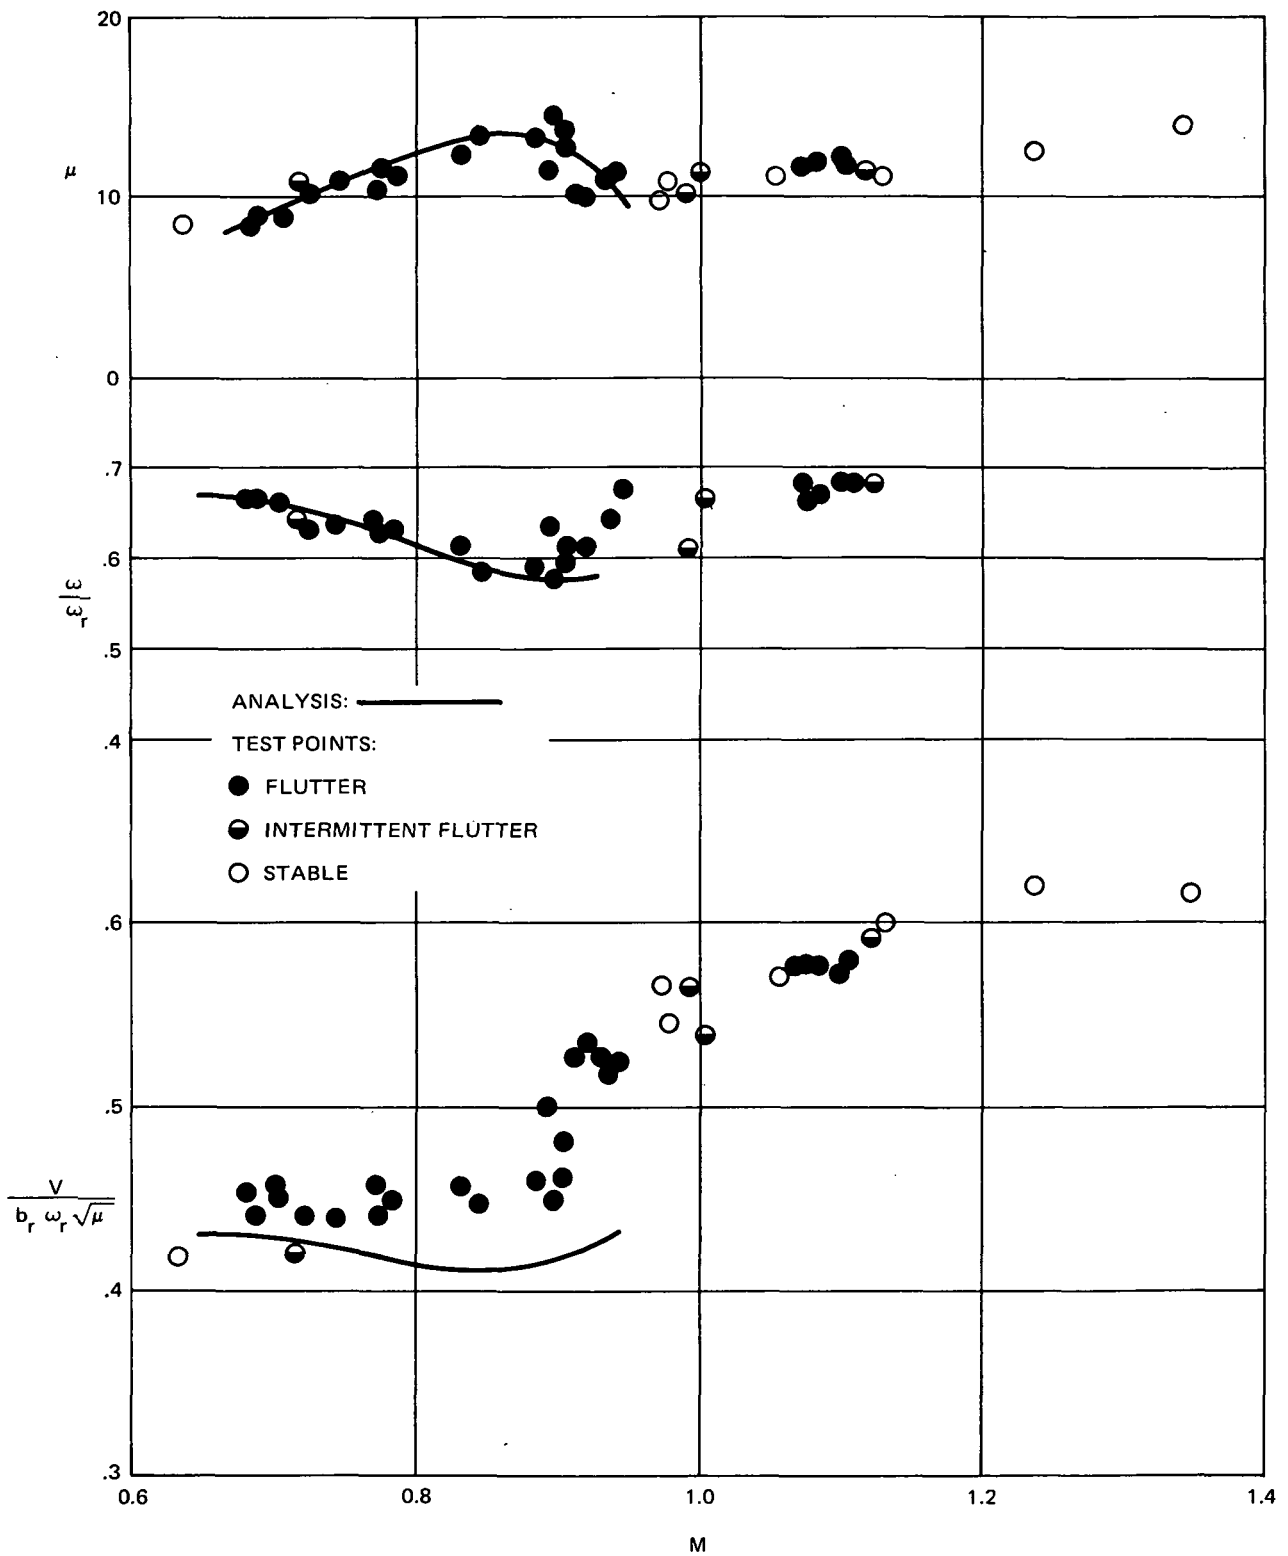 20
μ
10
0
.7
.6
ω
ω_r
.5
ANALYSIS:
.4
TEST POINTS:
FLUTTER
INTERMITTENT FLUTTER
STABLE
.6
.5
V
b_r ω_r √μ
.4
.3
0.6 0.8 1.0 1.2 1.4
M